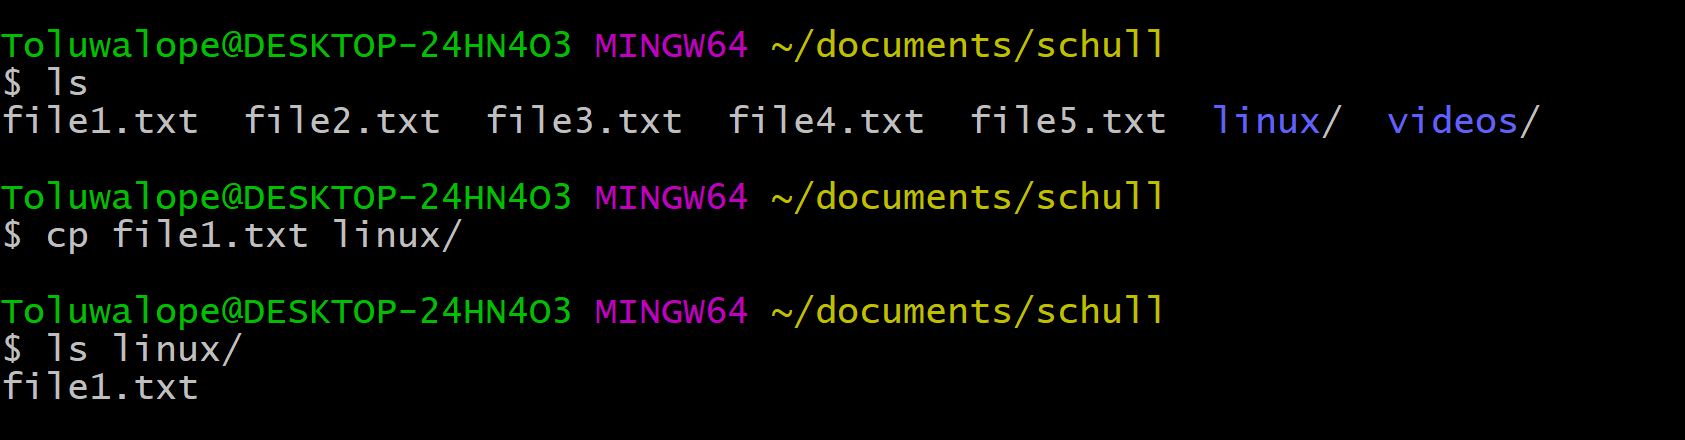 Toluwalope@DESKTOP-24HN4O3 MINGW64 ~/documents/schull
$ ls
file1.txt  file2.txt  file3.txt  file4.txt  file5.txt  linux/  videos/
Toluwalope@DESKTOP-24HN4O3 MINGW64 ~/documents/schull
$ cp file1.txt linux/
Toluwalope@DESKTOP-24HN4O3 MINGW64 ~/documents/schull
$ ls linux/
file1.txt